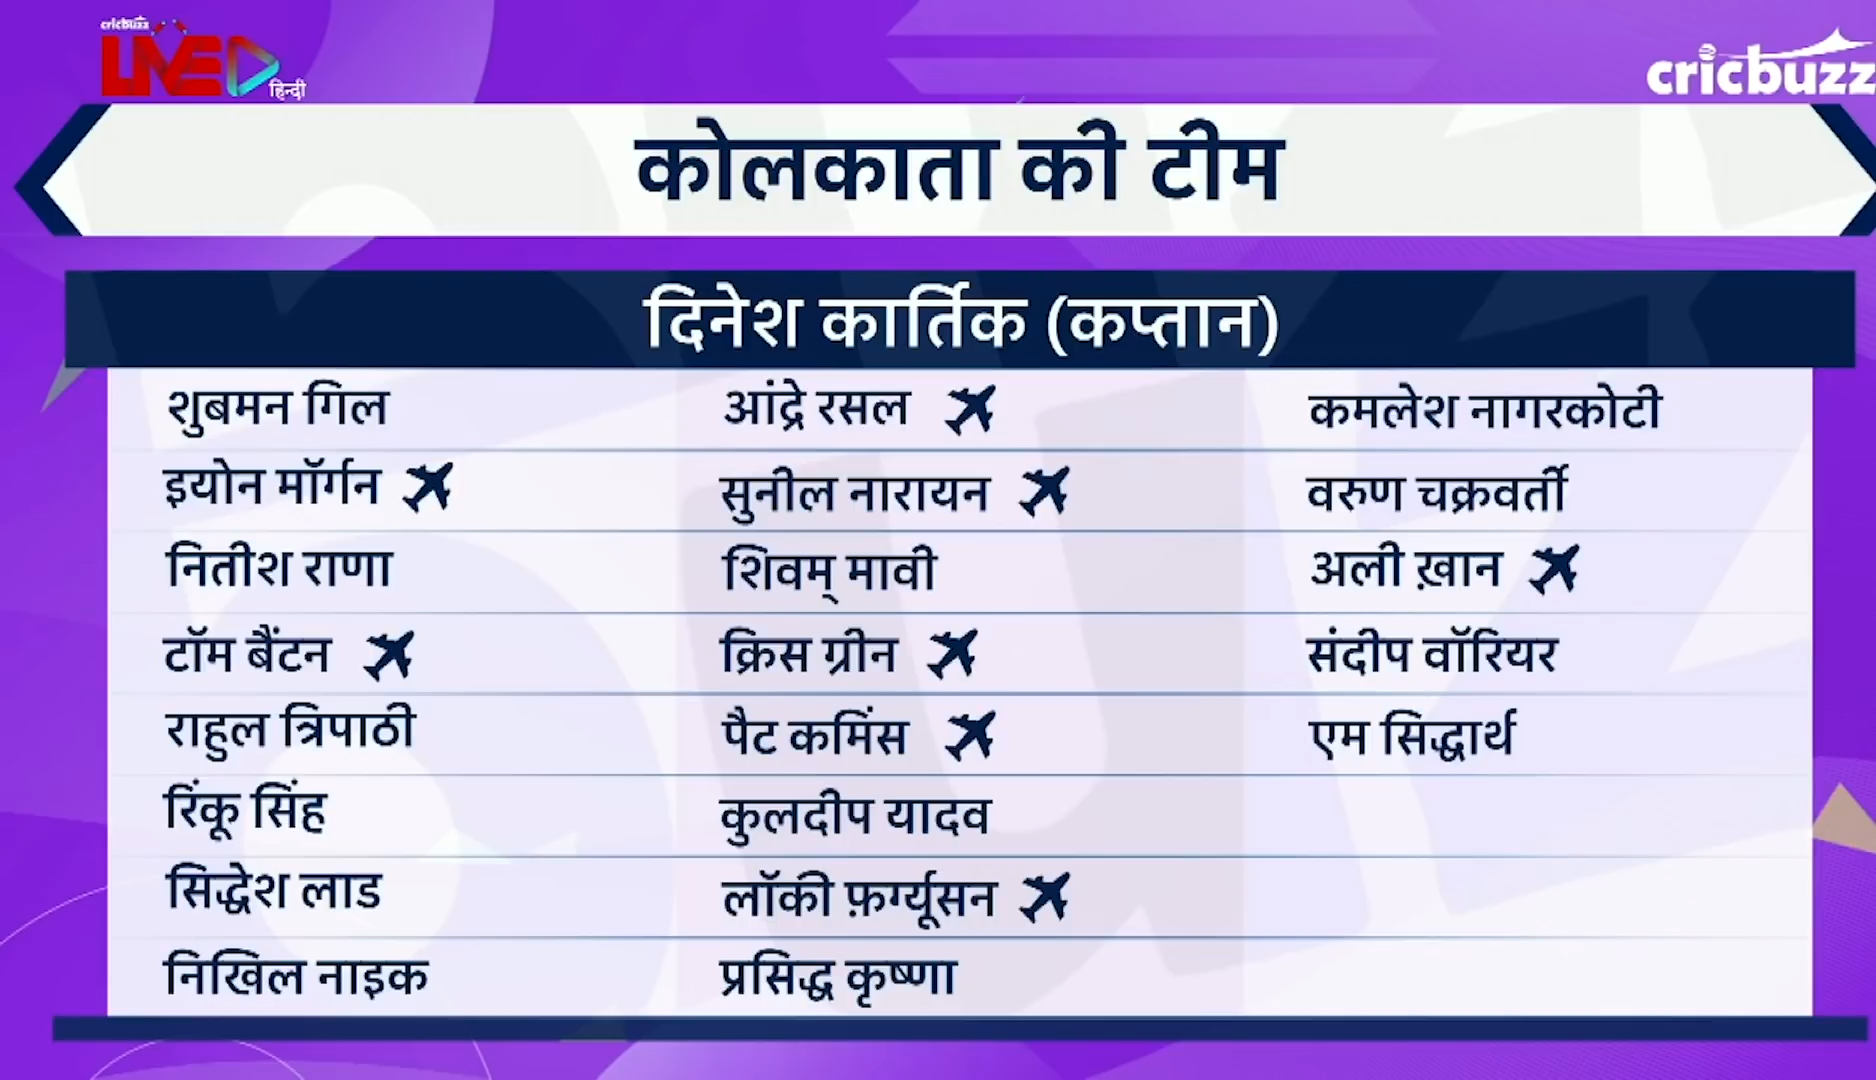 cricbuzz
LIVE
हिन्दी
cricbuzz
कोलकाता की टीम
दिनेश कार्तिक (कप्तान)
शुबमन गिल
आंद्रे रसल
कमलेश नागरकोटी
इयोन मॉर्गन
सुनील नारायन
वरुण चक्रवर्ती
नितीश राणा
शिवम् मावी
अली ख़ान
टॉम बैंटन
क्रिस ग्रीन
संदीप वॉरियर
राहुल त्रिपाठी
पैट कमिंस
एम सिद्धार्थ
रिंकू सिंह
कुलदीप यादव
सिद्धेश लाड
लॉकी फ़र्ग्यूसन
निखिल नाइक
प्रसिद्ध कृष्णा